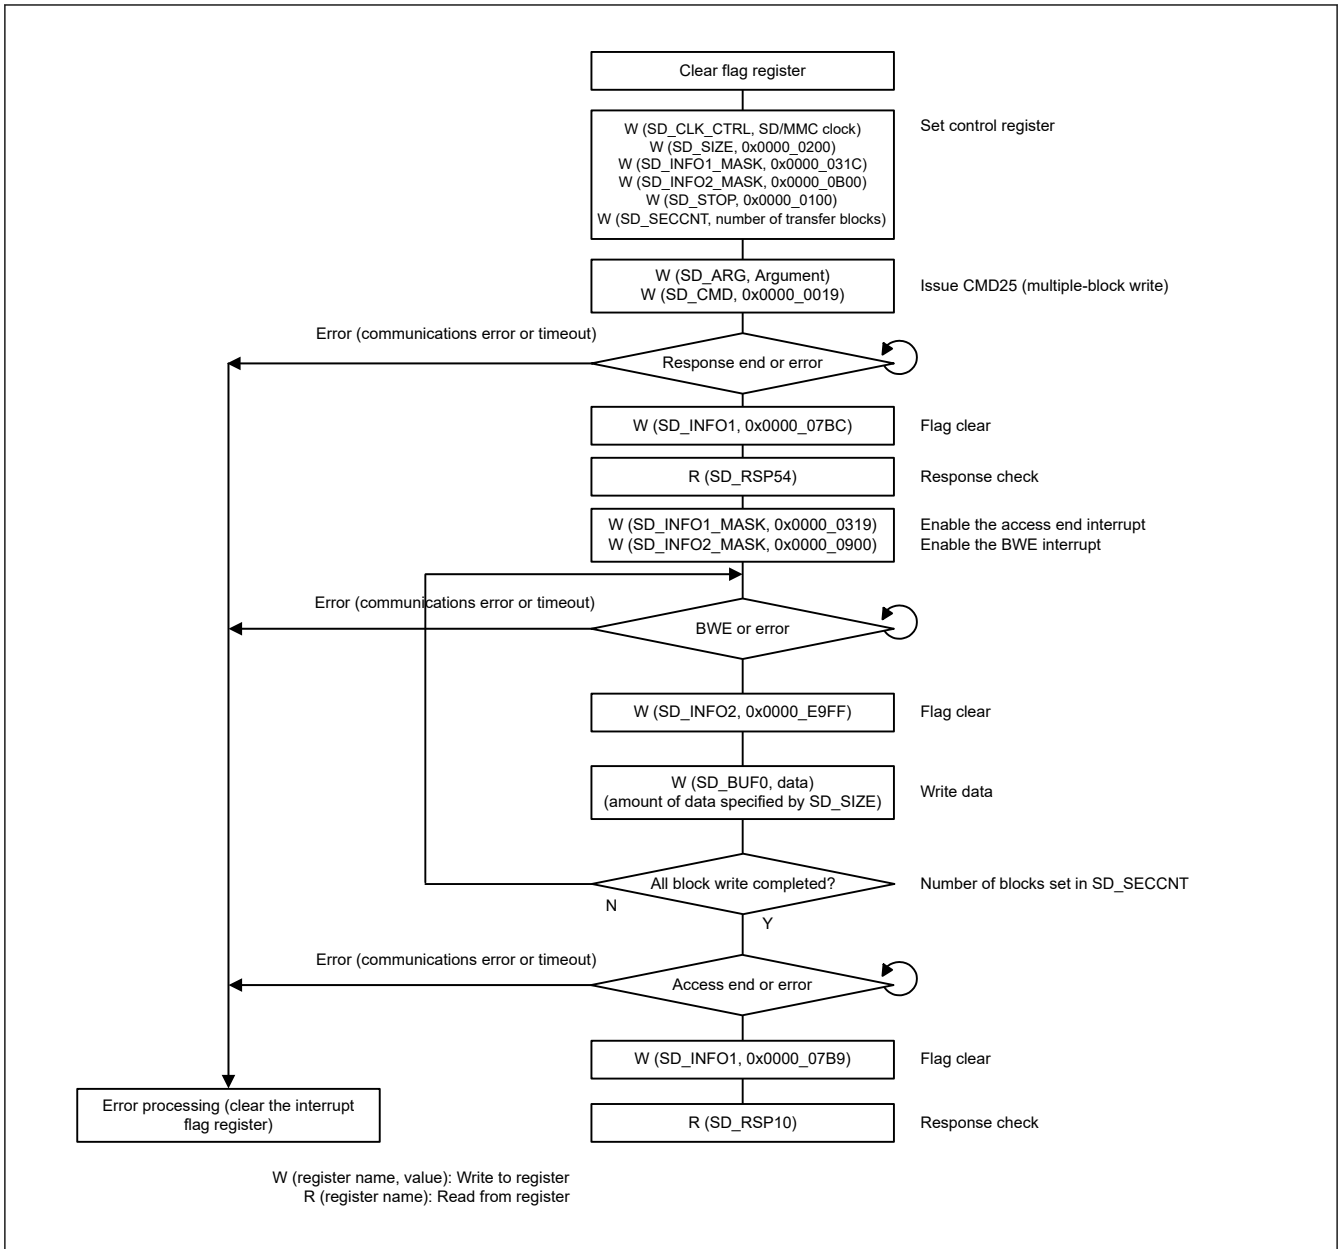 Clear flag register
W (SD_CLK_CTRL, SD/MMC clock)
W (SD_SIZE, 0x0000_0200)
W (SD_INFO1_MASK, 0x0000_031C)
W (SD_INFO2_MASK, 0x0000_0B00)
W (SD_STOP, 0x0000_0100)
W (SD_SECCNT, number of transfer blocks)
Set control register
W (SD_ARG, Argument)
W (SD_CMD, 0x0000_0019)
Issue CMD25 (multiple-block write)
Error (communications error or timeout)
Response end or error
W (SD_INFO1, 0x0000_07BC)
Flag clear
R (SD_RSP54)
Response check
W (SD_INFO1_MASK, 0x0000_0319)
W (SD_INFO2_MASK, 0x0000_0900)
Enable the access end interrupt
Enable the BWE interrupt
Error (communications error or timeout)
BWE or error
W (SD_INFO2, 0x0000_E9FF)
Flag clear
W (SD_BUF0, data)
(amount of data specified by SD_SIZE)
Write data
All block write completed?
Number of blocks set in SD_SECCNT
N
Y
Error (communications error or timeout)
Access end or error
W (SD_INFO1, 0x0000_07B9)
Flag clear
Error processing (clear the interrupt
flag register)
R (SD_RSP10)
Response check
W (register name, value): Write to register
R (register name): Read from register